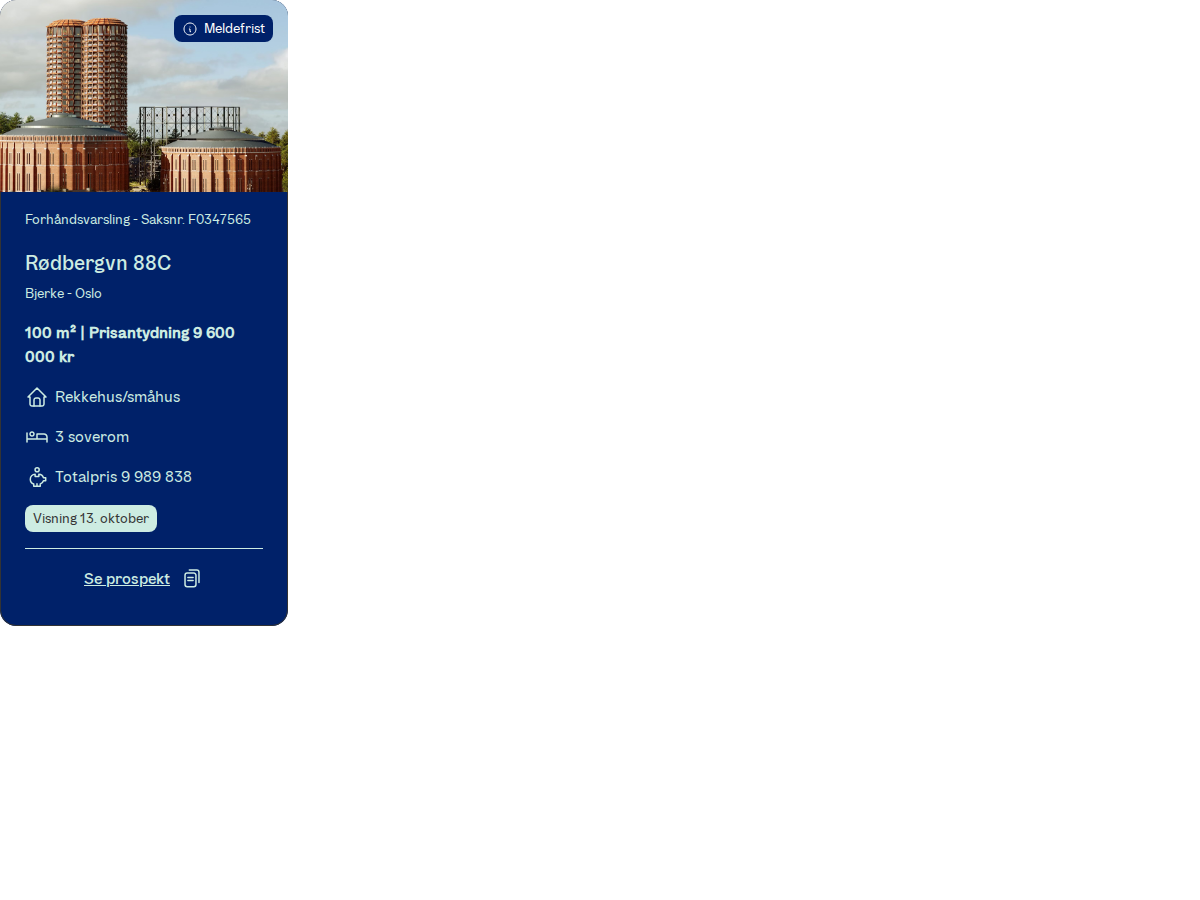 Meldefrist
Forhåndsvarsling - Saksnr. F0347565
Rødbergvn 88C
Bjerke - Oslo
100 m² | Prisantydning 9 600
000 kr
Rekkehus/småhus
3 soverom
Totalpris 9 989 838
Visning 13. oktober
Se prospekt